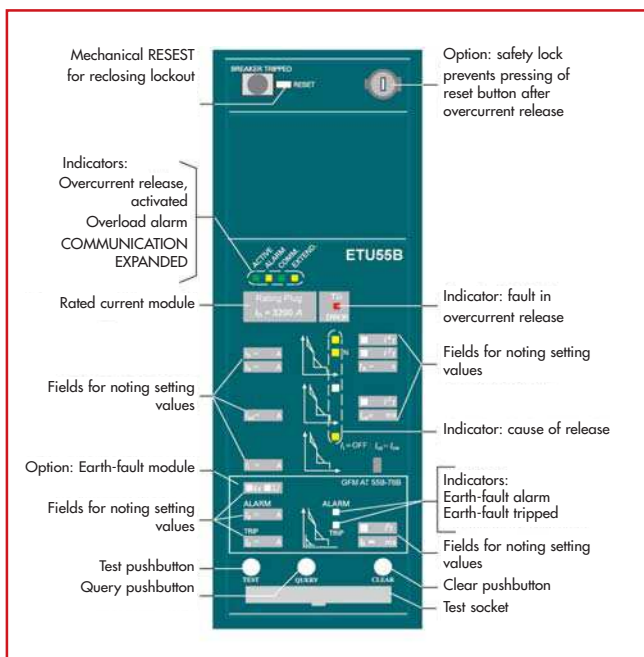 Mechanical RESEST
for reclosing lockout
Option: safety lock
prevents pressing of
reset button after
overcurrent release
BREAKER TRIPPED
RESET
Indicators:
Overcurrent release,
activated
Overload alarm
COMMUNICATION
EXPANDED
ACTIVE
ALARM
COMM.
EXTEND.
ETU55B
Rated current module
Rating Plug
= 3200 A
Indicator: fault in
overcurrent release
Fields for noting setting
values
N
Fields for noting setting
values
Indicator: cause of release
= OFF
Option: Earth-fault module
GFM AT 55B-76B
Indicators:
Earth-fault alarm
Earth-fault tripped
ALARM
TRIP
Fields for noting setting
values
ALARM
TRIP
Fields for noting setting
values
Test pushbutton
Query pushbutton
TEST
QUERY
CLEAR
Clear pushbutton
Test socket